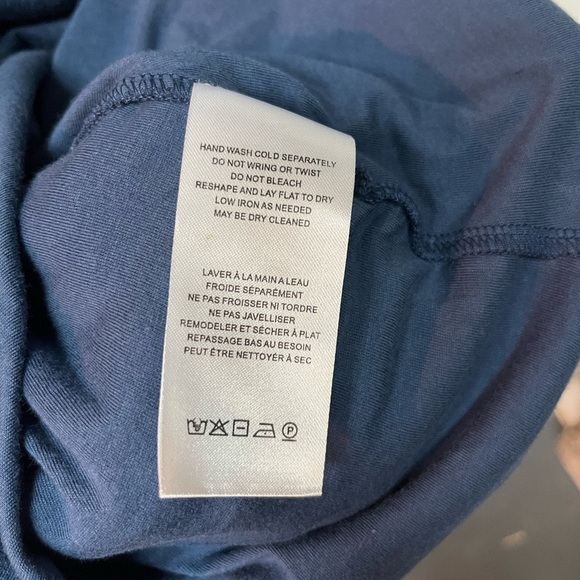 HAND WASH COLD SEPARATELY
DO NOT WRING OR TWIST
DO NOT BLEACH
RESHAPE AND LAY FLAT TO DRY
LOW IRON AS NEEDED
MAY BE DRY CLEANED
LAVER À LA MAIN A LEAU
FROIDE SÉPARÉMENT
NE PAS FROISSER NI TORDRE
NE PAS JAVELLISER
REMODELER ET SÉCHER À PLAT
REPASSAGE BAS AU BESOIN
PEUT ÊTRE NETTOYÉR À SEC
P